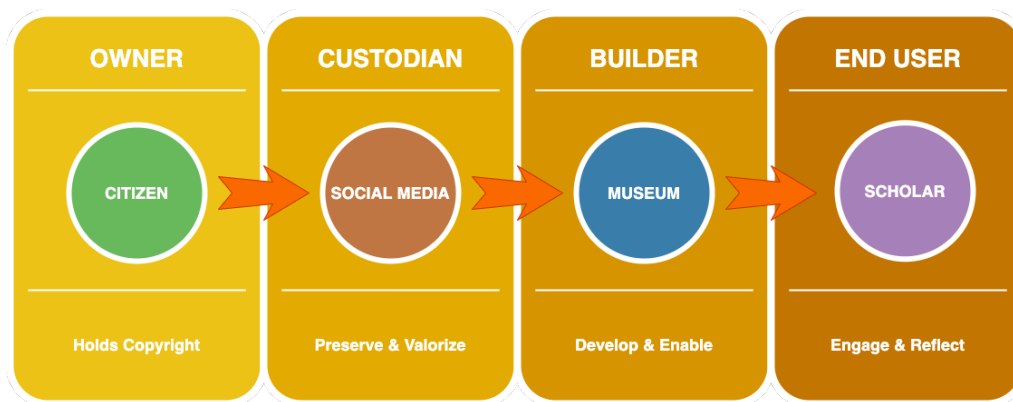 OWNER
CITIZEN
Holds Copyright
CUSTODIAN
SOCIAL MEDIA
Preserve & Valorize
BUILDER
MUSEUM
Develop & Enable
END USER
SCHOLAR
Engage & Reflect